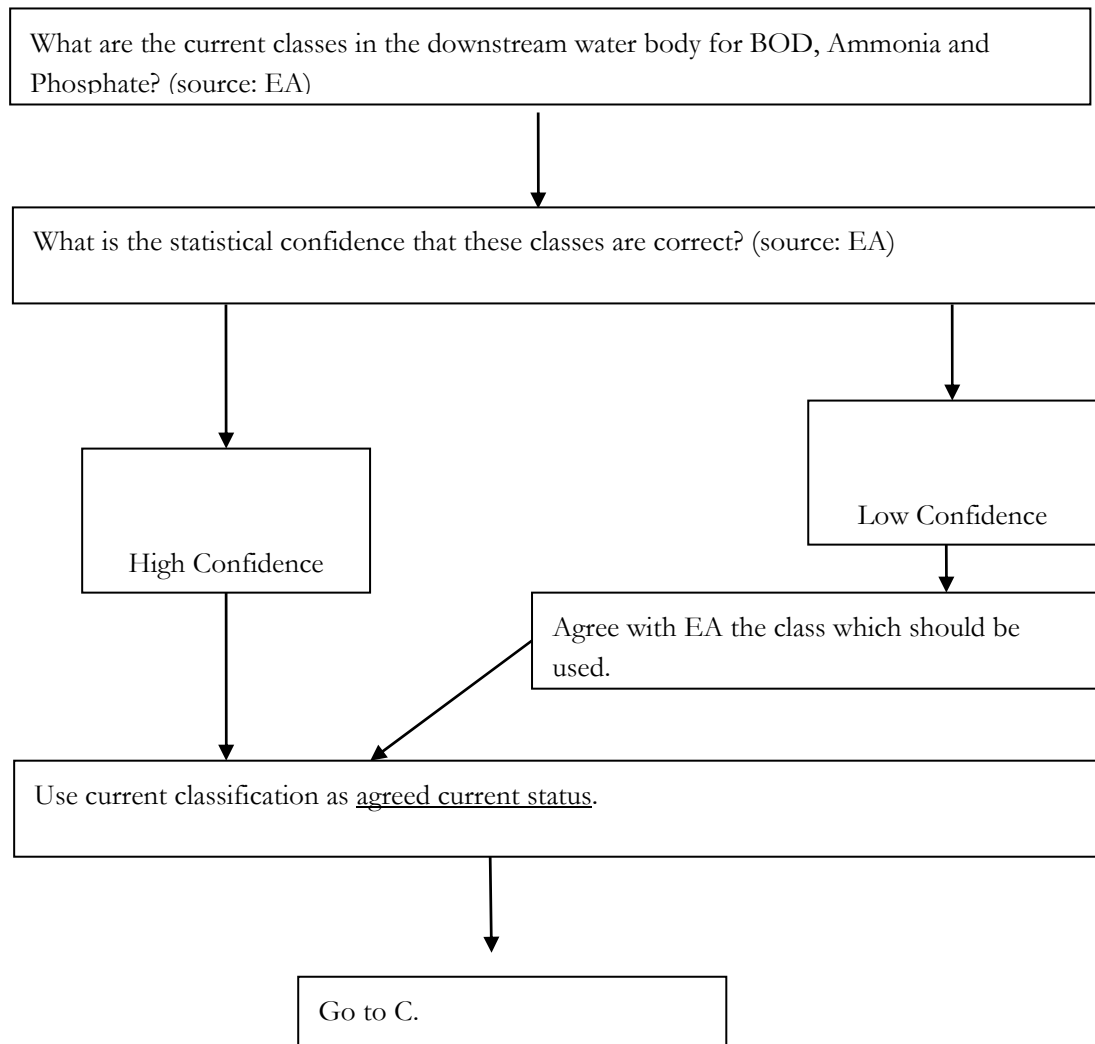 What are the current classes in the downstream water body for BOD, Ammonia and
Phosphate? (source: EA)
What is the statistical confidence that these classes are correct? (source: EA)
Low Confidence
High Confidence
Agree with EA the class which should be
used.
Use current classification as agreed current status.
Go to C.